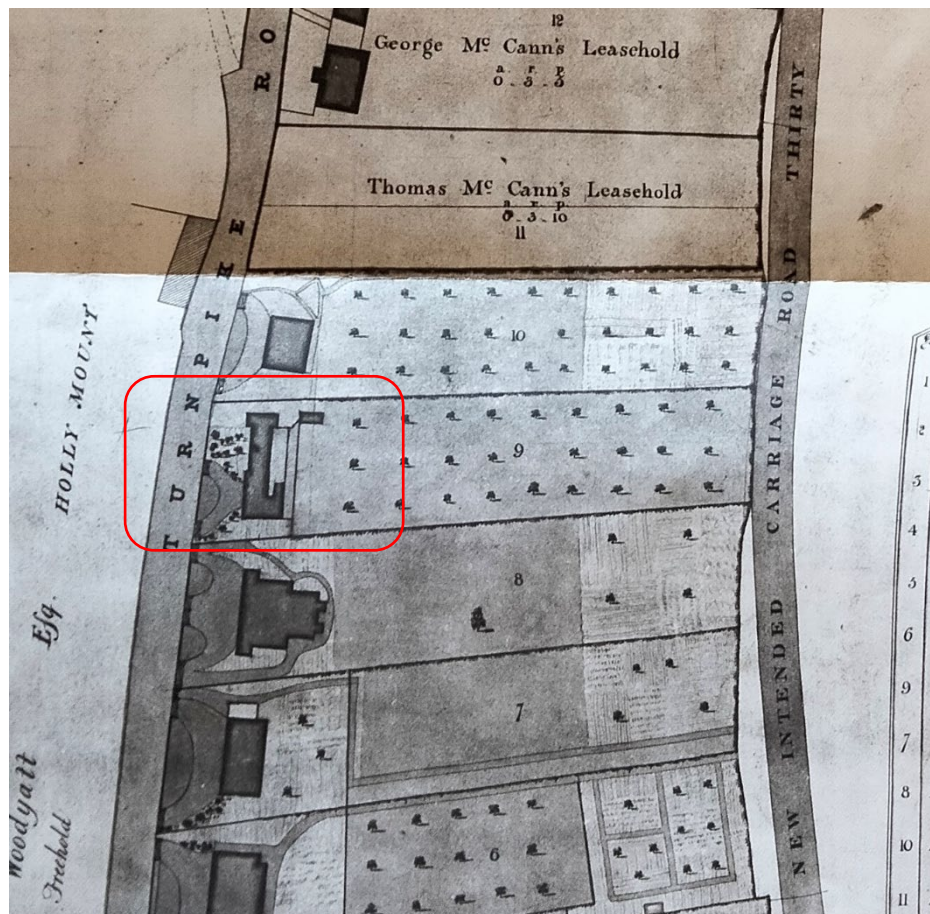 12
George Mc Cann's Leasehold
a. r. p.
0 - 3 - 3
Thomas Mc Cann's Leasehold
a. r. p.
0 - 3 - 10
11
10
9
8
7
6
TURNPIKE RO
HOLLY MOUNT
Esq.
Woodyatt
Freehold
NEW INTENDED CARRIAGE ROAD THIRTY
1
2
3
4
5
6
9
7
8
10
11